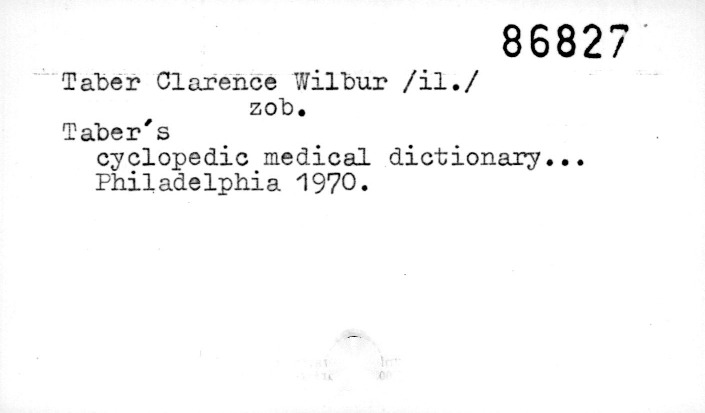 86827
Taber Clarence Wilbur /il./
zob.
Taber's
cyclopedic medical dictionary...
Philadelphia 1970.